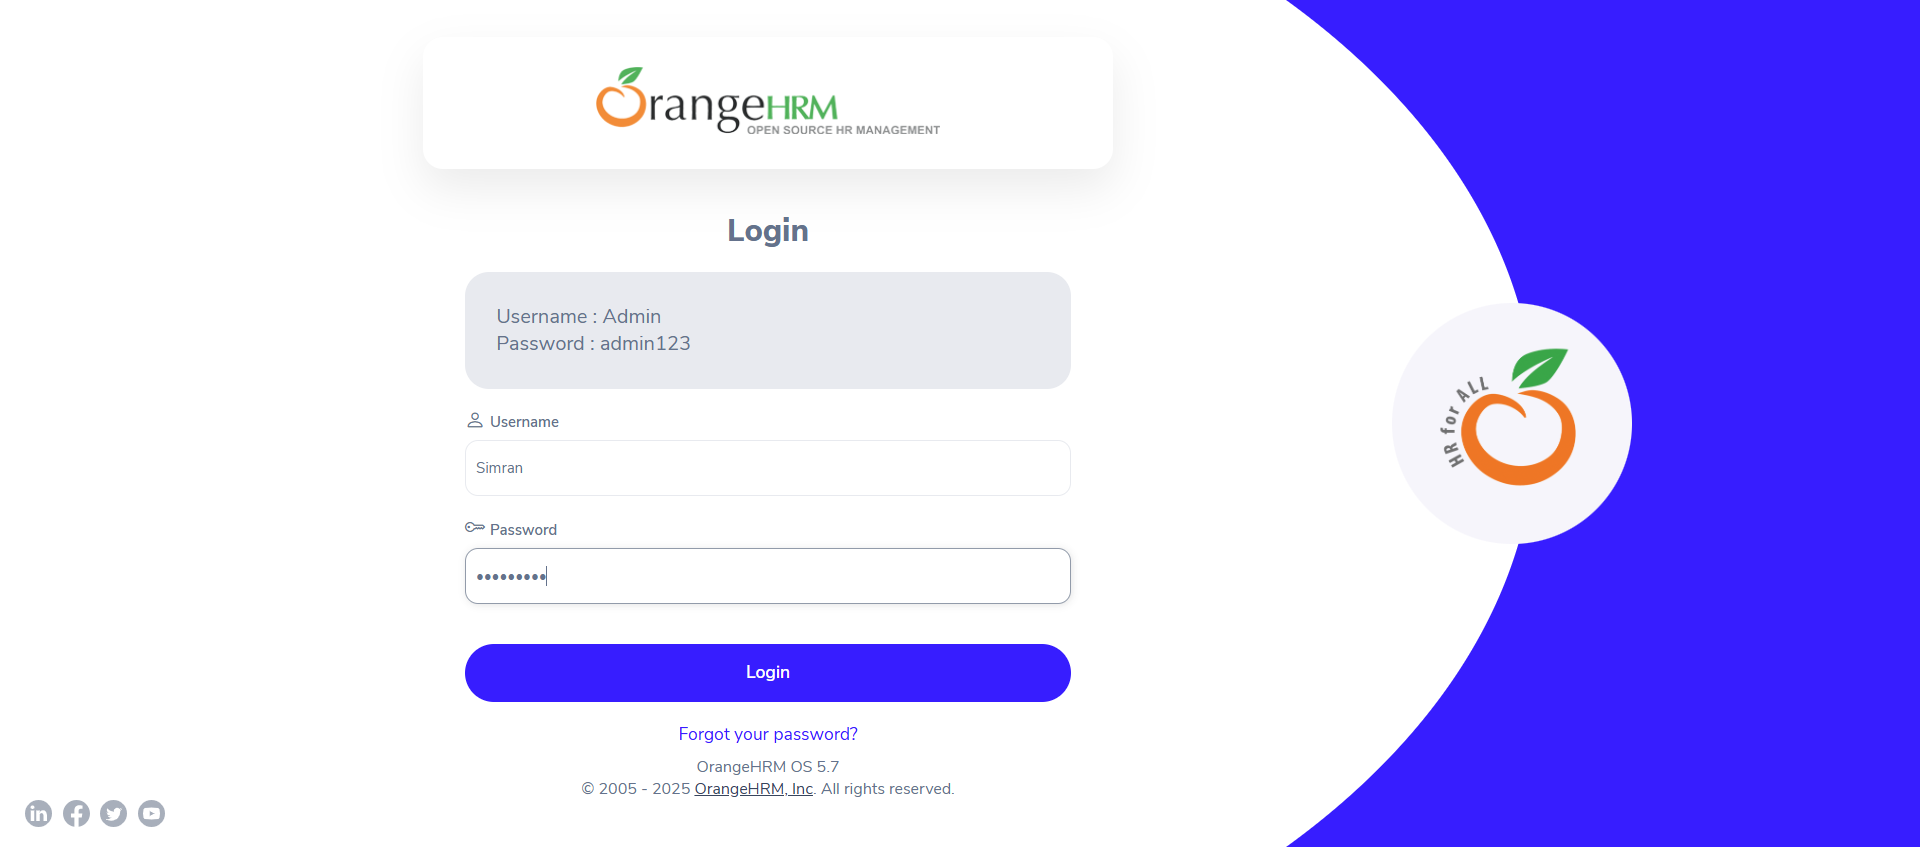 OrangeHRM
OPEN SOURCE HR MANAGEMENT
Login
Username : Admin
Password : admin123
Username
Simran
Password
•••••••••
Login
Forgot your password?
OrangeHRM OS 5.7
© 2005 - 2025 OrangeHRM, Inc. All rights reserved.
HR for ALL